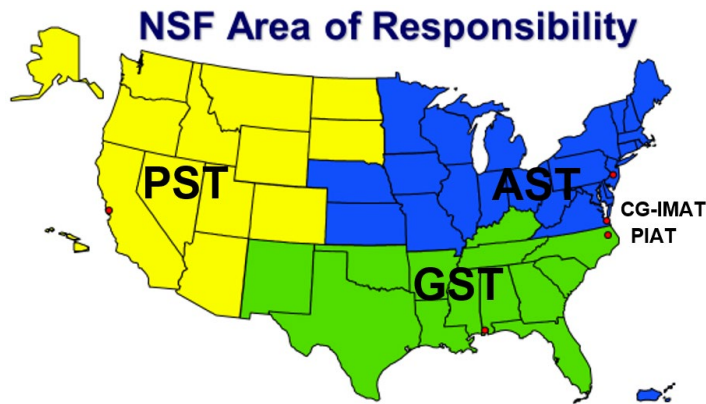 NSF Area of Responsibility
PST
AST
CG-IMAT
PIAT
GST